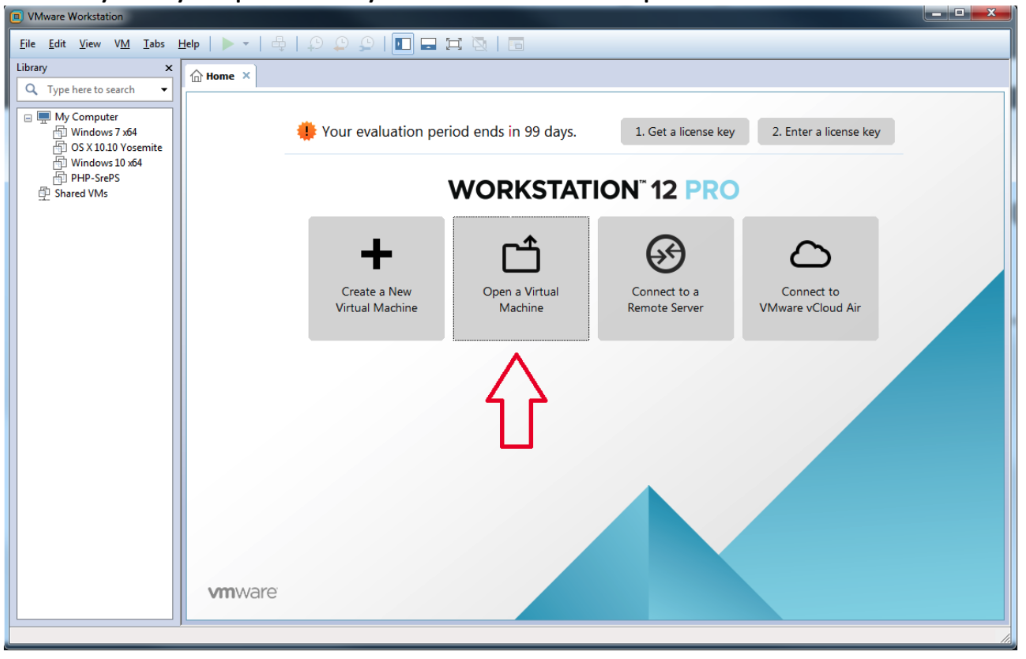 VMware Workstation
File Edit View VM Tabs Help
Library
Home
Type here to search
My Computer
Windows 7 x64
OS X 10.10 Yosemite
Windows 10 x64
PHP-SrePS
Shared VMs
Your evaluation period ends in 99 days.
1. Get a license key
2. Enter a license key
WORKSTATION™ 12 PRO
Create a New
Virtual Machine
Open a Virtual
Machine
Connect to a
Remote Server
Connect to
VMware vCloud Air
vmware